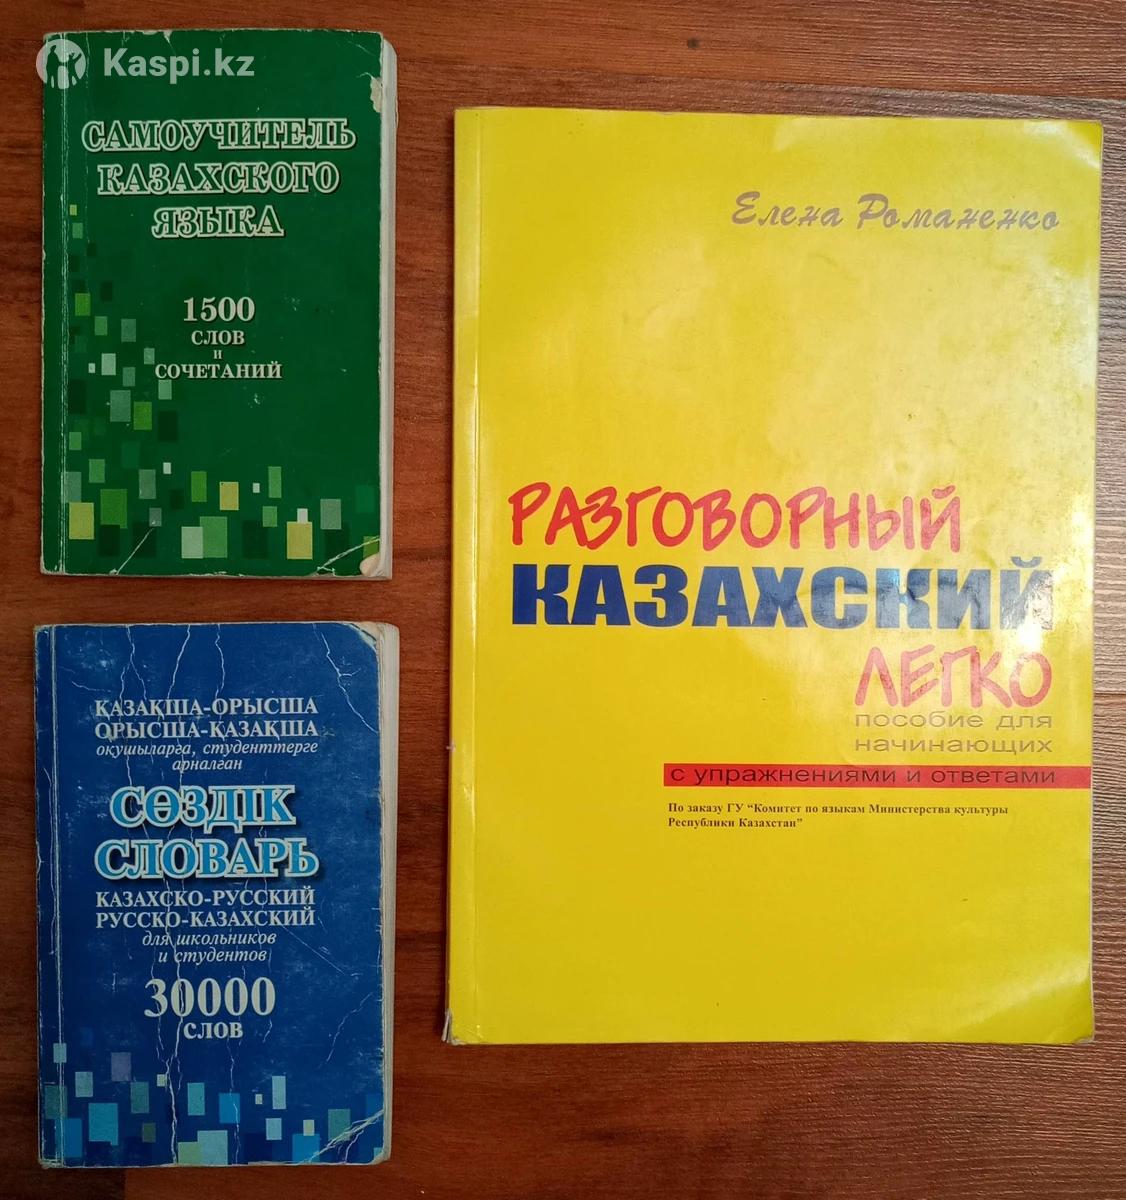 Kaspi.kz
САМОУЧИТЕЛЬ
КАЗАХСКОГО
ЯЗЫКА
1500
СЛОВ
И
СОЧЕТАНИЙ
ҚАЗАҚША-ОРЫСША
ОРЫСША-ҚАЗАҚША
оқушыларға, студенттерге
арналған
СӨЗДІК
СЛОВАРЬ
КАЗАХСКО-РУССКИЙ
РУССКО-КАЗАХСКИЙ
для школьников
и студентов
30000
СЛОВ
Елена Романенко
РАЗГОВОРНЫЙ
КАЗАХСКИЙ
ЛЕГКО
пособие для
начинающих
с упражнениями и ответами
По заказу ГУ "Комитет по языкам Министерства культуры
Республики Казахстан"